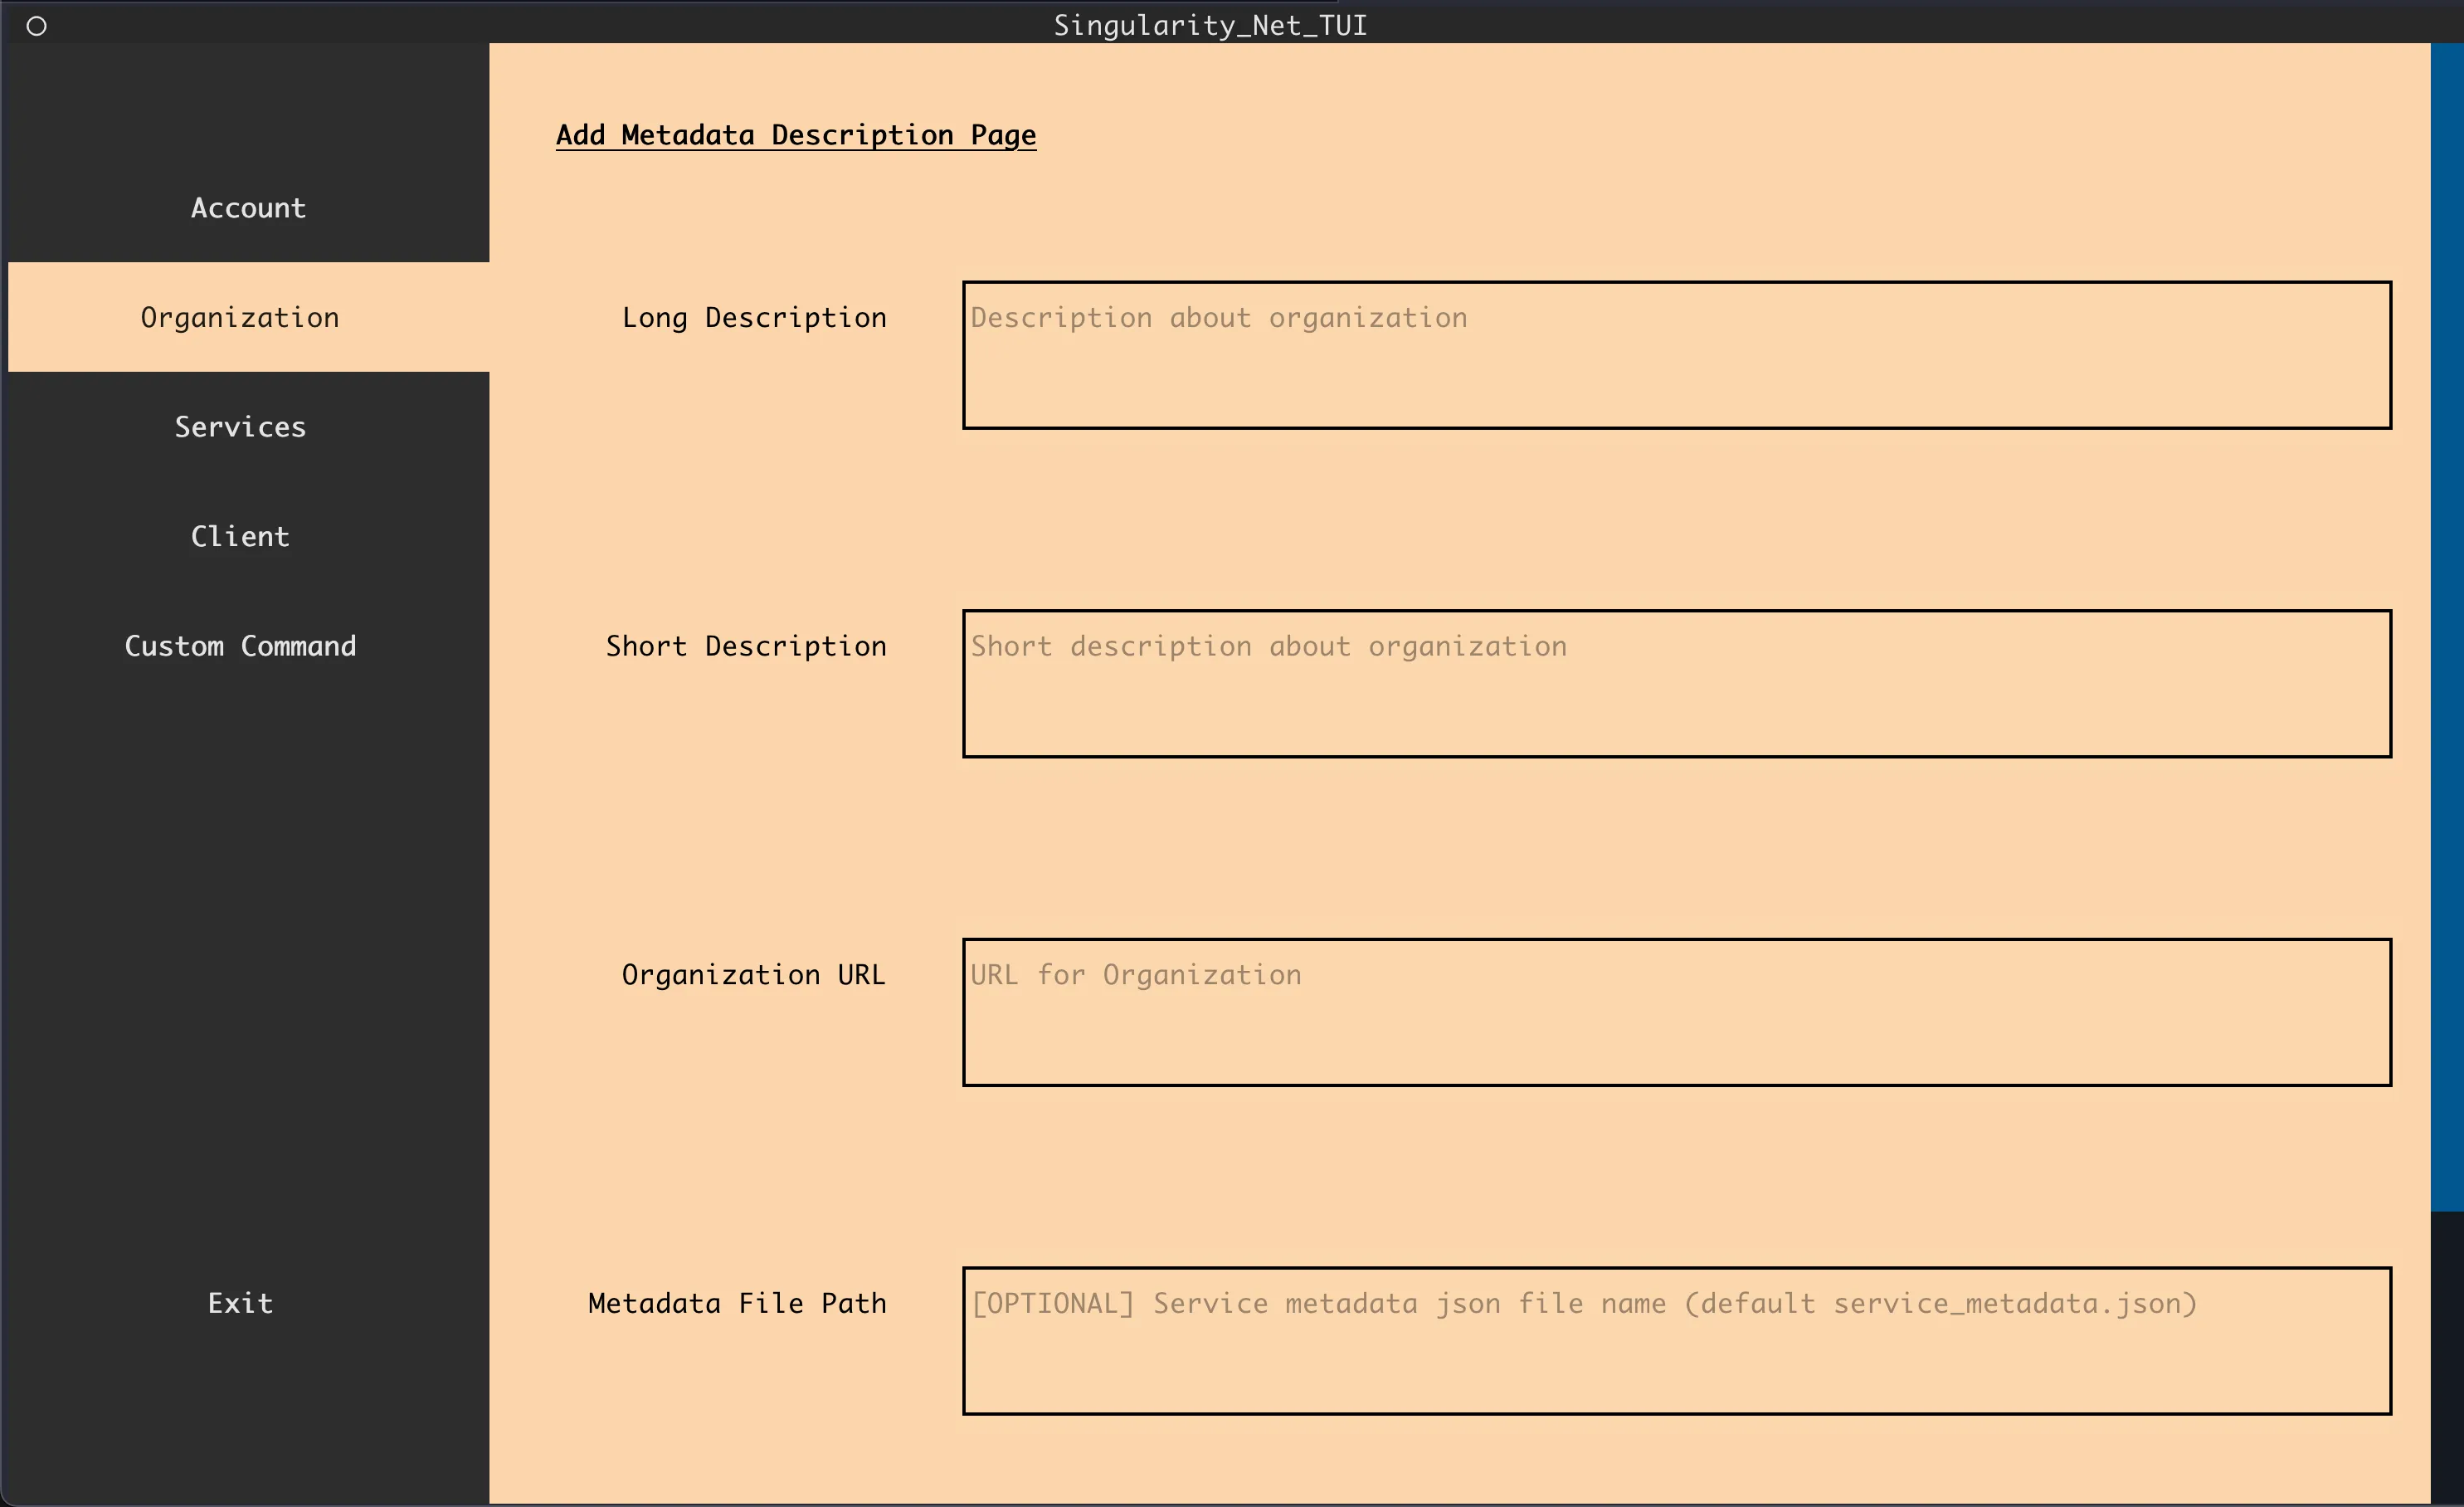 Singularity_Net_TUI
Account
Organization
Services
Client
Custom Command
Exit
Add Metadata Description Page
Long Description
Description about organization
Short Description
Short description about organization
Organization URL
URL for Organization
Metadata File Path
[OPTIONAL] Service metadata json file name (default service_metadata.json)